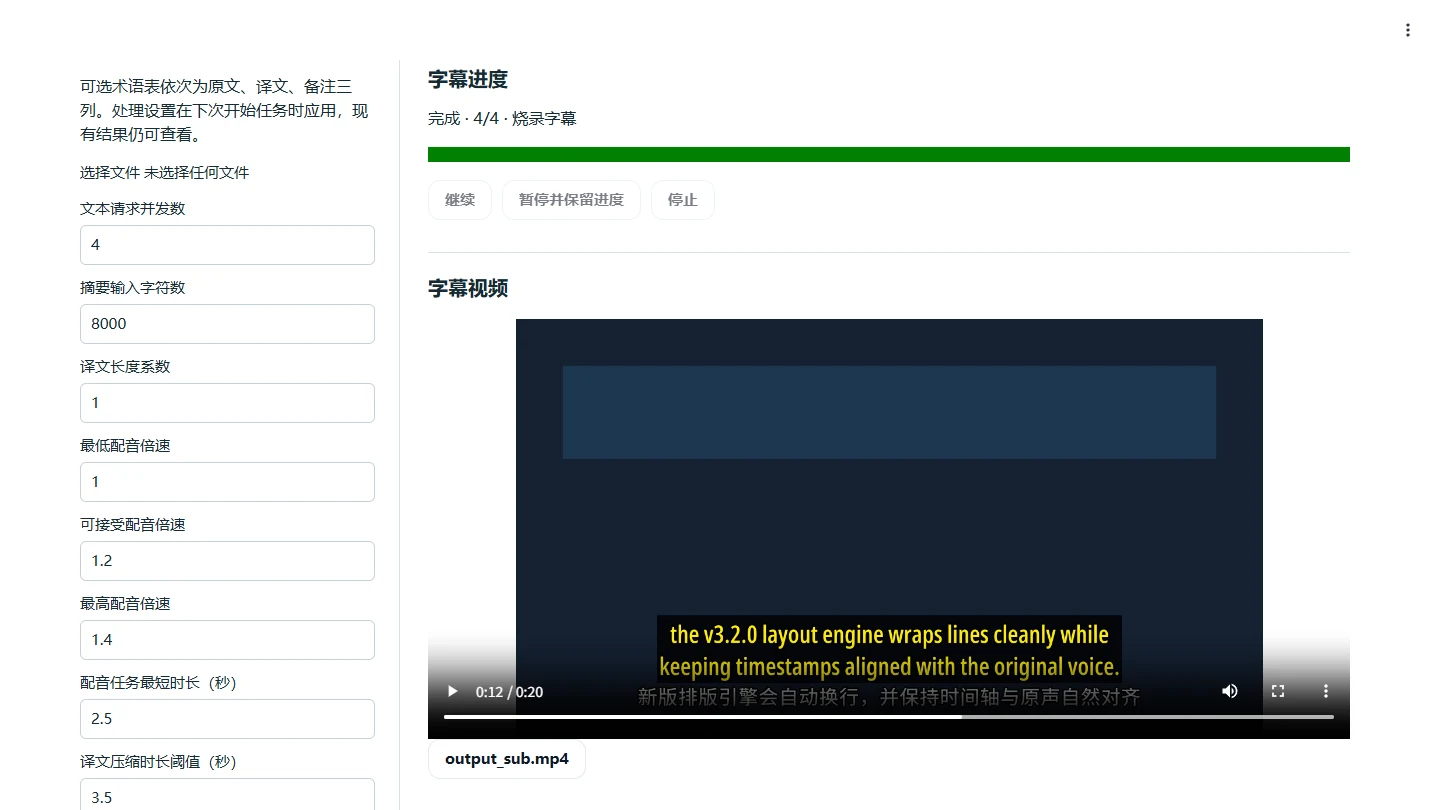 可选术语表依次为原文、译文、备注三
列。处理设置在下次开始任务时应用，现
有结果仍可查看。
选择文件 未选择任何文件
文本请求并发数
4
摘要输入字符数
8000
译文长度系数
1
最低配音倍速
1
可接受配音倍速
1.2
最高配音倍速
1.4
配音任务最短时长（秒）
2.5
译文压缩时长阈值（秒）
3.5
字幕进度
完成 · 4/4 · 烧录字幕
继续 暂停并保留进度 停止
字幕视频
the v3.2.0 layout engine wraps lines cleanly while
keeping timestamps aligned with the original voice.
新版排版引擎会自动换行，并保持时间轴与原声自然对齐
0:12 / 0:20
output_sub.mp4